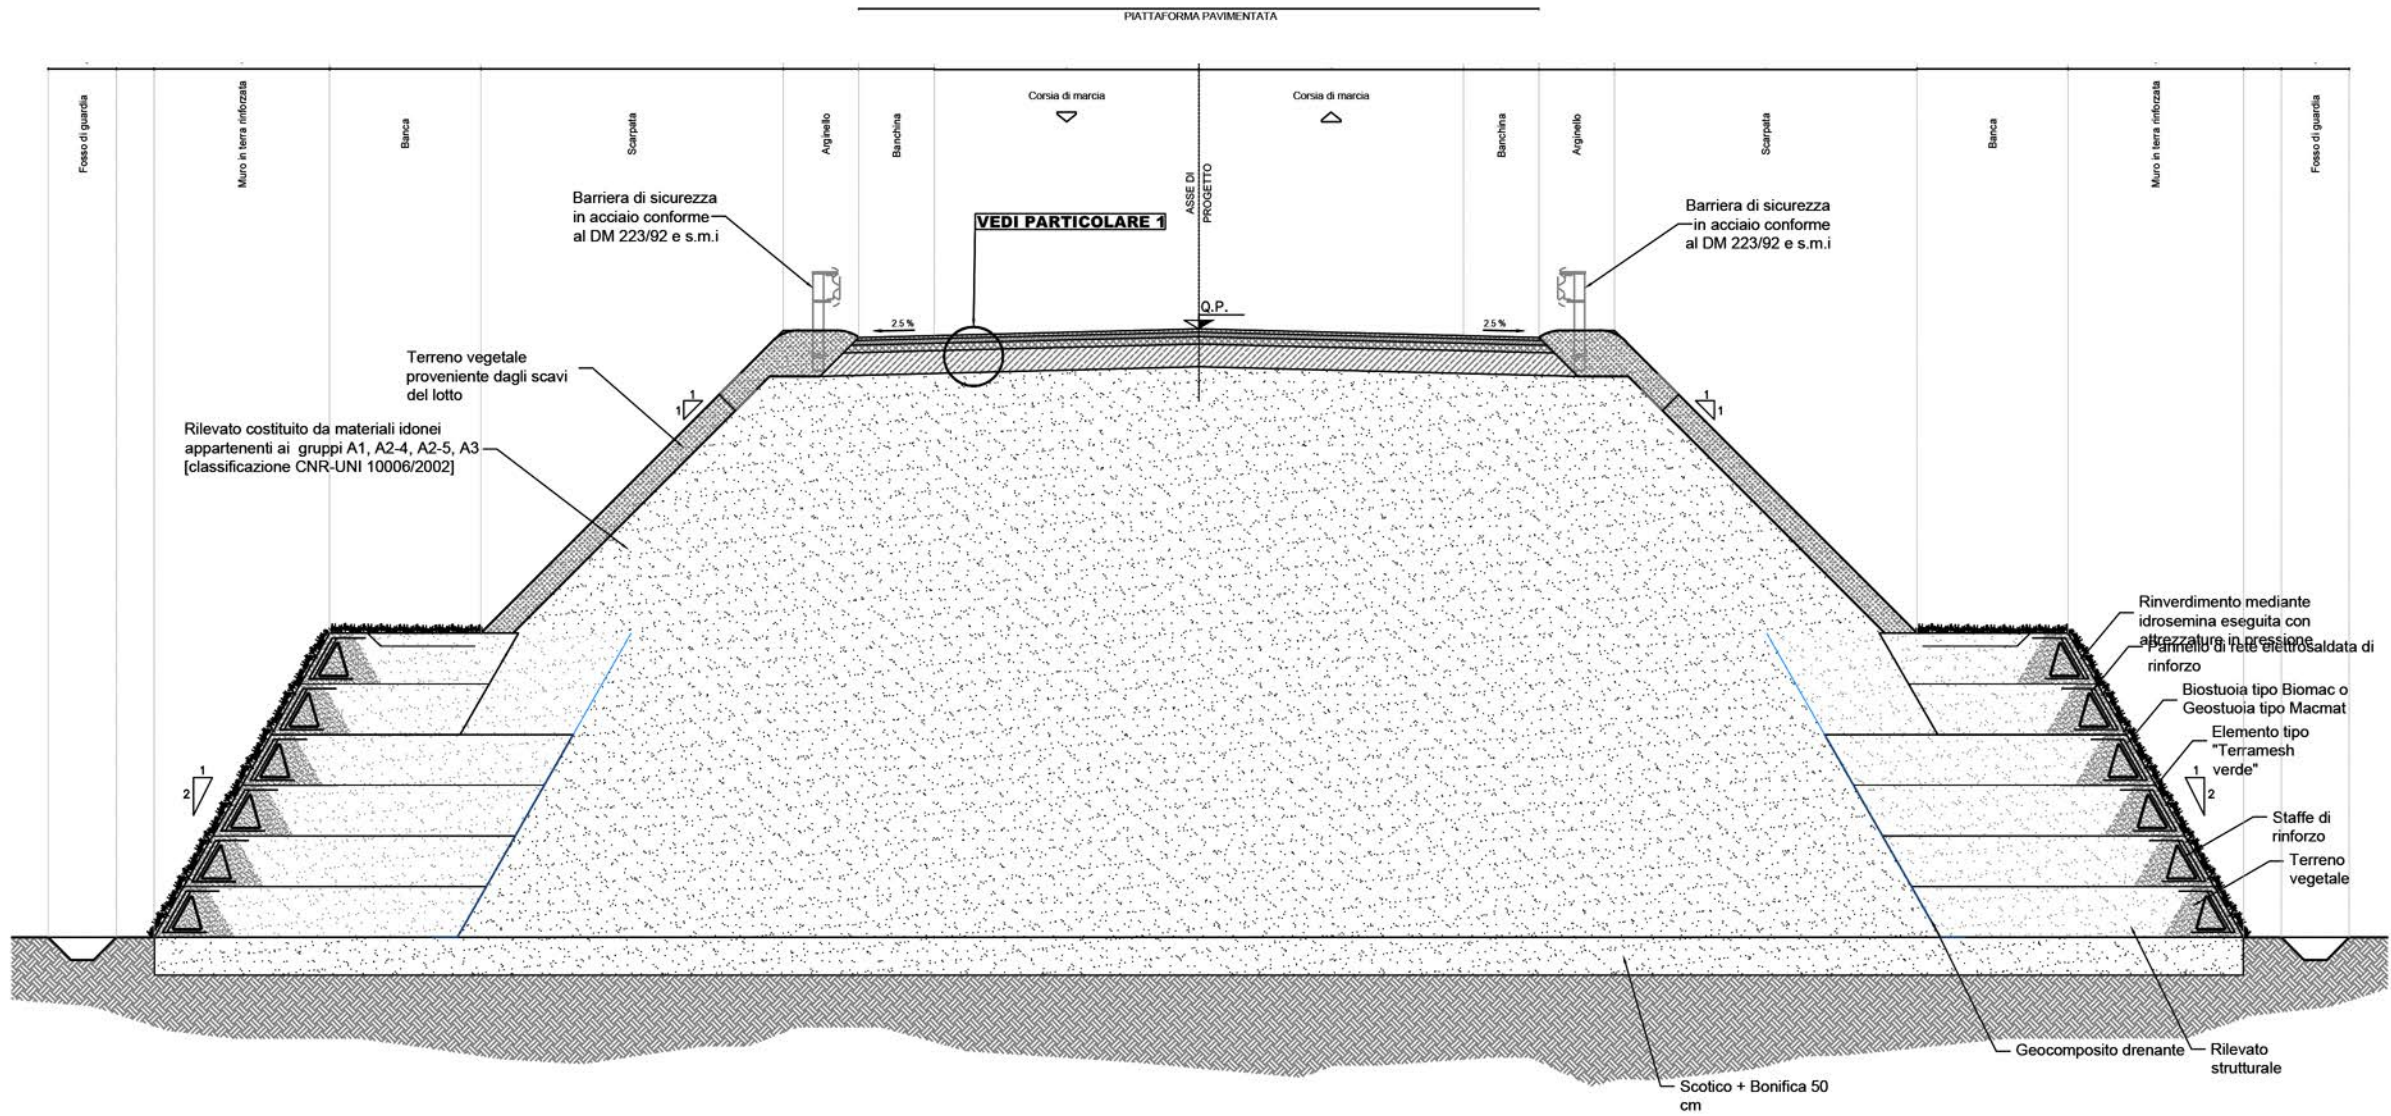 PIATTAFORMA PAVIMENTATA
Fosso di guardia
Muro in terra rinforzata
Banca
Scarpata
Arginello
Banchina
Corsia di marcia
Corsia di marcia
Banchina
Arginello
Scarpata
Banca
Muro in terra rinforzata
Fosso di guardia
ASSE DI
PROGETTO
Barriera di sicurezza
in acciaio conforme
al DM 223/92 e s.m.i
VEDI PARTICOLARE 1
Barriera di sicurezza
in acciaio conforme
al DM 223/92 e s.m.i
Q.P.
2.5 %
2.5 %
Terreno vegetale
proveniente dagli scavi
del lotto
1
1
1
1
Rilevato costituito da materiali idonei
appartenenti ai gruppi A1, A2-4, A2-5, A3
[classificazione CNR-UNI 10006/2002]
Rinverdimento mediante
idrosemina eseguita con
attrezzature in pressione
Pannello di rete elettrosaldata di
rinforzo
Biostuoia tipo Biomac o
Geostuoia tipo Macmat
Elemento tipo
"Terramesh
verde"
1
2
1
2
Staffe di
rinforzo
Terreno
vegetale
Geocomposito drenante
Rilevato
strutturale
Scotico + Bonifica 50
cm